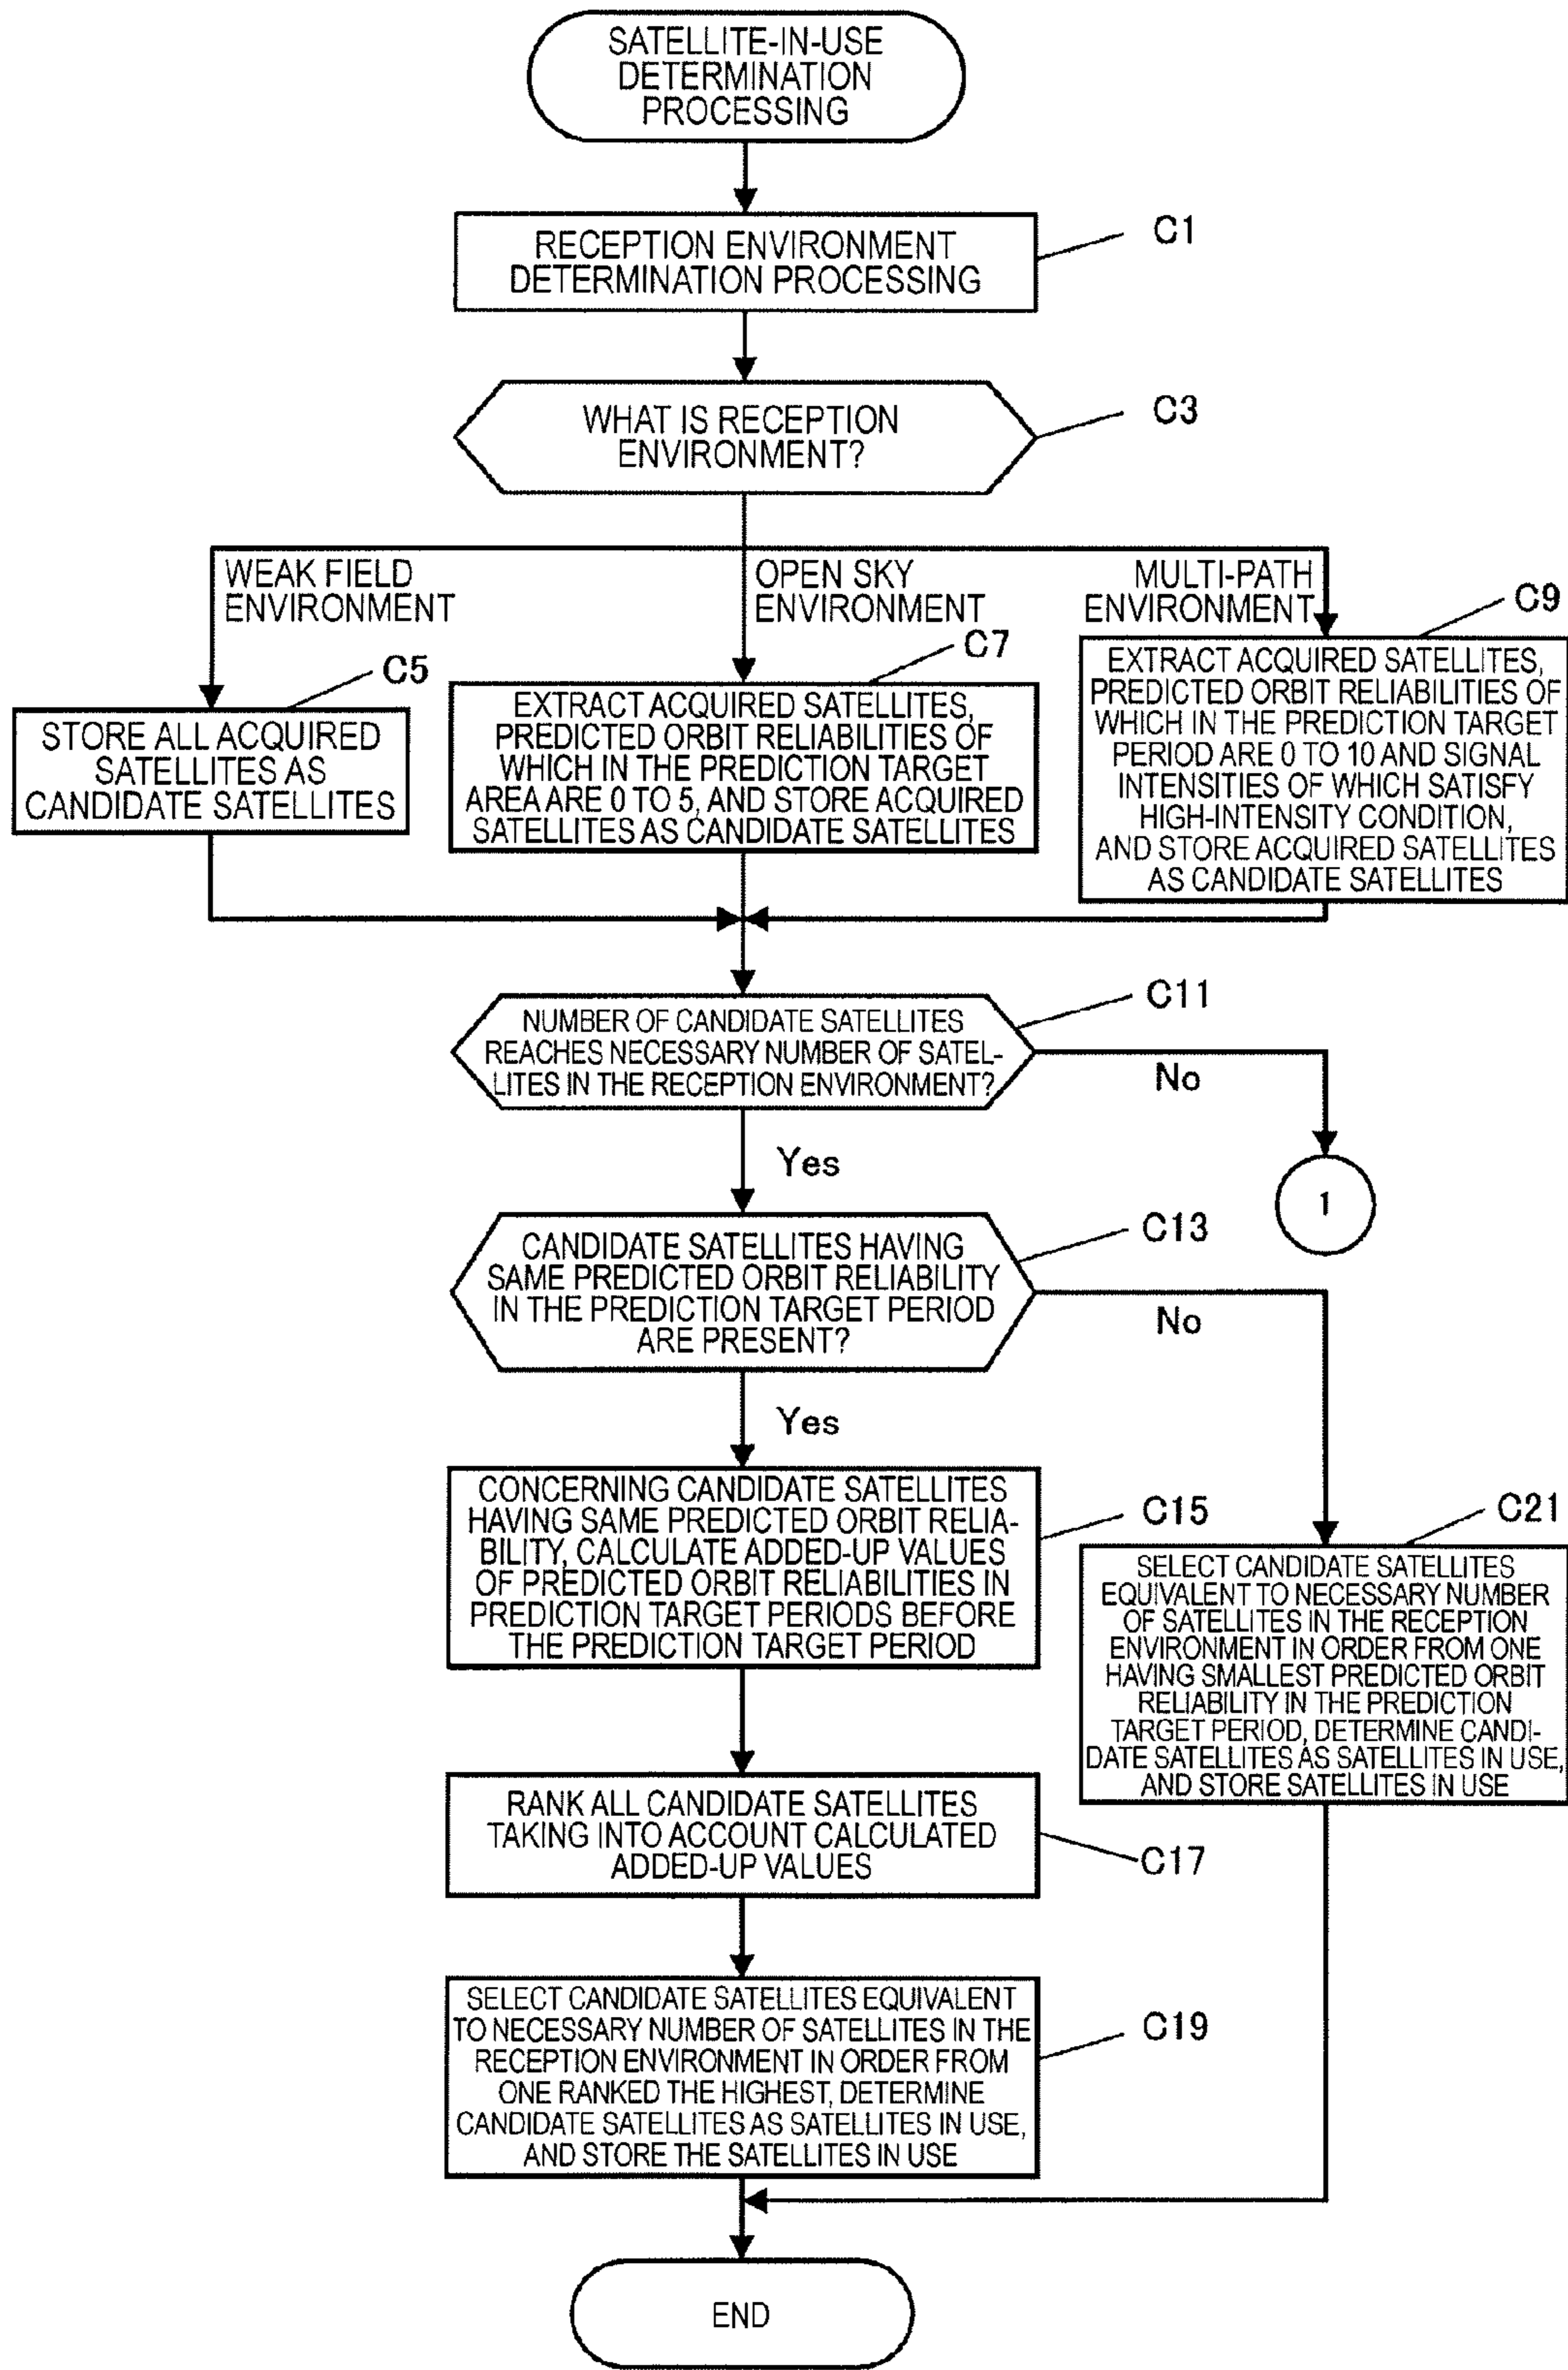 SATELLITE-IN-USE
DETERMINATION
PROCESSING
RECEPTION ENVIRONMENT
DETERMINATION PROCESSING
C1
WHAT IS RECEPTION
ENVIRONMENT?
C3
WEAK FIELD
ENVIRONMENT
OPEN SKY
ENVIRONMENT
MULTI-PATH
ENVIRONMENT
C5
STORE ALL ACQUIRED
SATELLITES AS
CANDIDATE SATELLITES
C7
EXTRACT ACQUIRED SATELLITES,
PREDICTED ORBIT RELIABILITIES OF
WHICH IN THE PREDICTION TARGET
AREA ARE 0 TO 5, AND STORE ACQUIRED
SATELLITES AS CANDIDATE SATELLITES
C9
EXTRACT ACQUIRED SATELLITES,
PREDICTED ORBIT RELIABILITIES OF
WHICH IN THE PREDICTION TARGET
PERIOD ARE 0 TO 10 AND SIGNAL
INTENSITIES OF WHICH SATISFY
HIGH-INTENSITY CONDITION,
AND STORE ACQUIRED SATELLITES
AS CANDIDATE SATELLITES
NUMBER OF CANDIDATE SATELLITES
REACHES NECESSARY NUMBER OF SATEL-
LITES IN THE RECEPTION ENVIRONMENT?
C11
No
Yes
1
CANDIDATE SATELLITES HAVING
SAME PREDICTED ORBIT RELIABILITY
IN THE PREDICTION TARGET PERIOD
ARE PRESENT?
C13
No
Yes
CONCERNING CANDIDATE SATELLITES
HAVING SAME PREDICTED ORBIT RELIA-
BILITY, CALCULATE ADDED-UP VALUES
OF PREDICTED ORBIT RELIABILITIES IN
PREDICTION TARGET PERIODS BEFORE
THE PREDICTION TARGET PERIOD
C15
C21
SELECT CANDIDATE SATELLITES
EQUIVALENT TO NECESSARY NUMBER
OF SATELLITES IN THE RECEPTION
ENVIRONMENT IN ORDER FROM ONE
HAVING SMALLEST PREDICTED ORBIT
RELIABILITY IN THE PREDICTION
TARGET PERIOD, DETERMINE CANDI-
DATE SATELLITES AS SATELLITES IN USE,
AND STORE SATELLITES IN USE
RANK ALL CANDIDATE SATELLITES
TAKING INTO ACCOUNT CALCULATED
ADDED-UP VALUES
C17
SELECT CANDIDATE SATELLITES EQUIVALENT
TO NECESSARY NUMBER OF SATELLITES IN THE
RECEPTION ENVIRONMENT IN ORDER FROM
ONE RANKED THE HIGHEST, DETERMINE
CANDIDATE SATELLITES AS SATELLITES IN USE,
AND STORE THE SATELLITES IN USE
C19
END